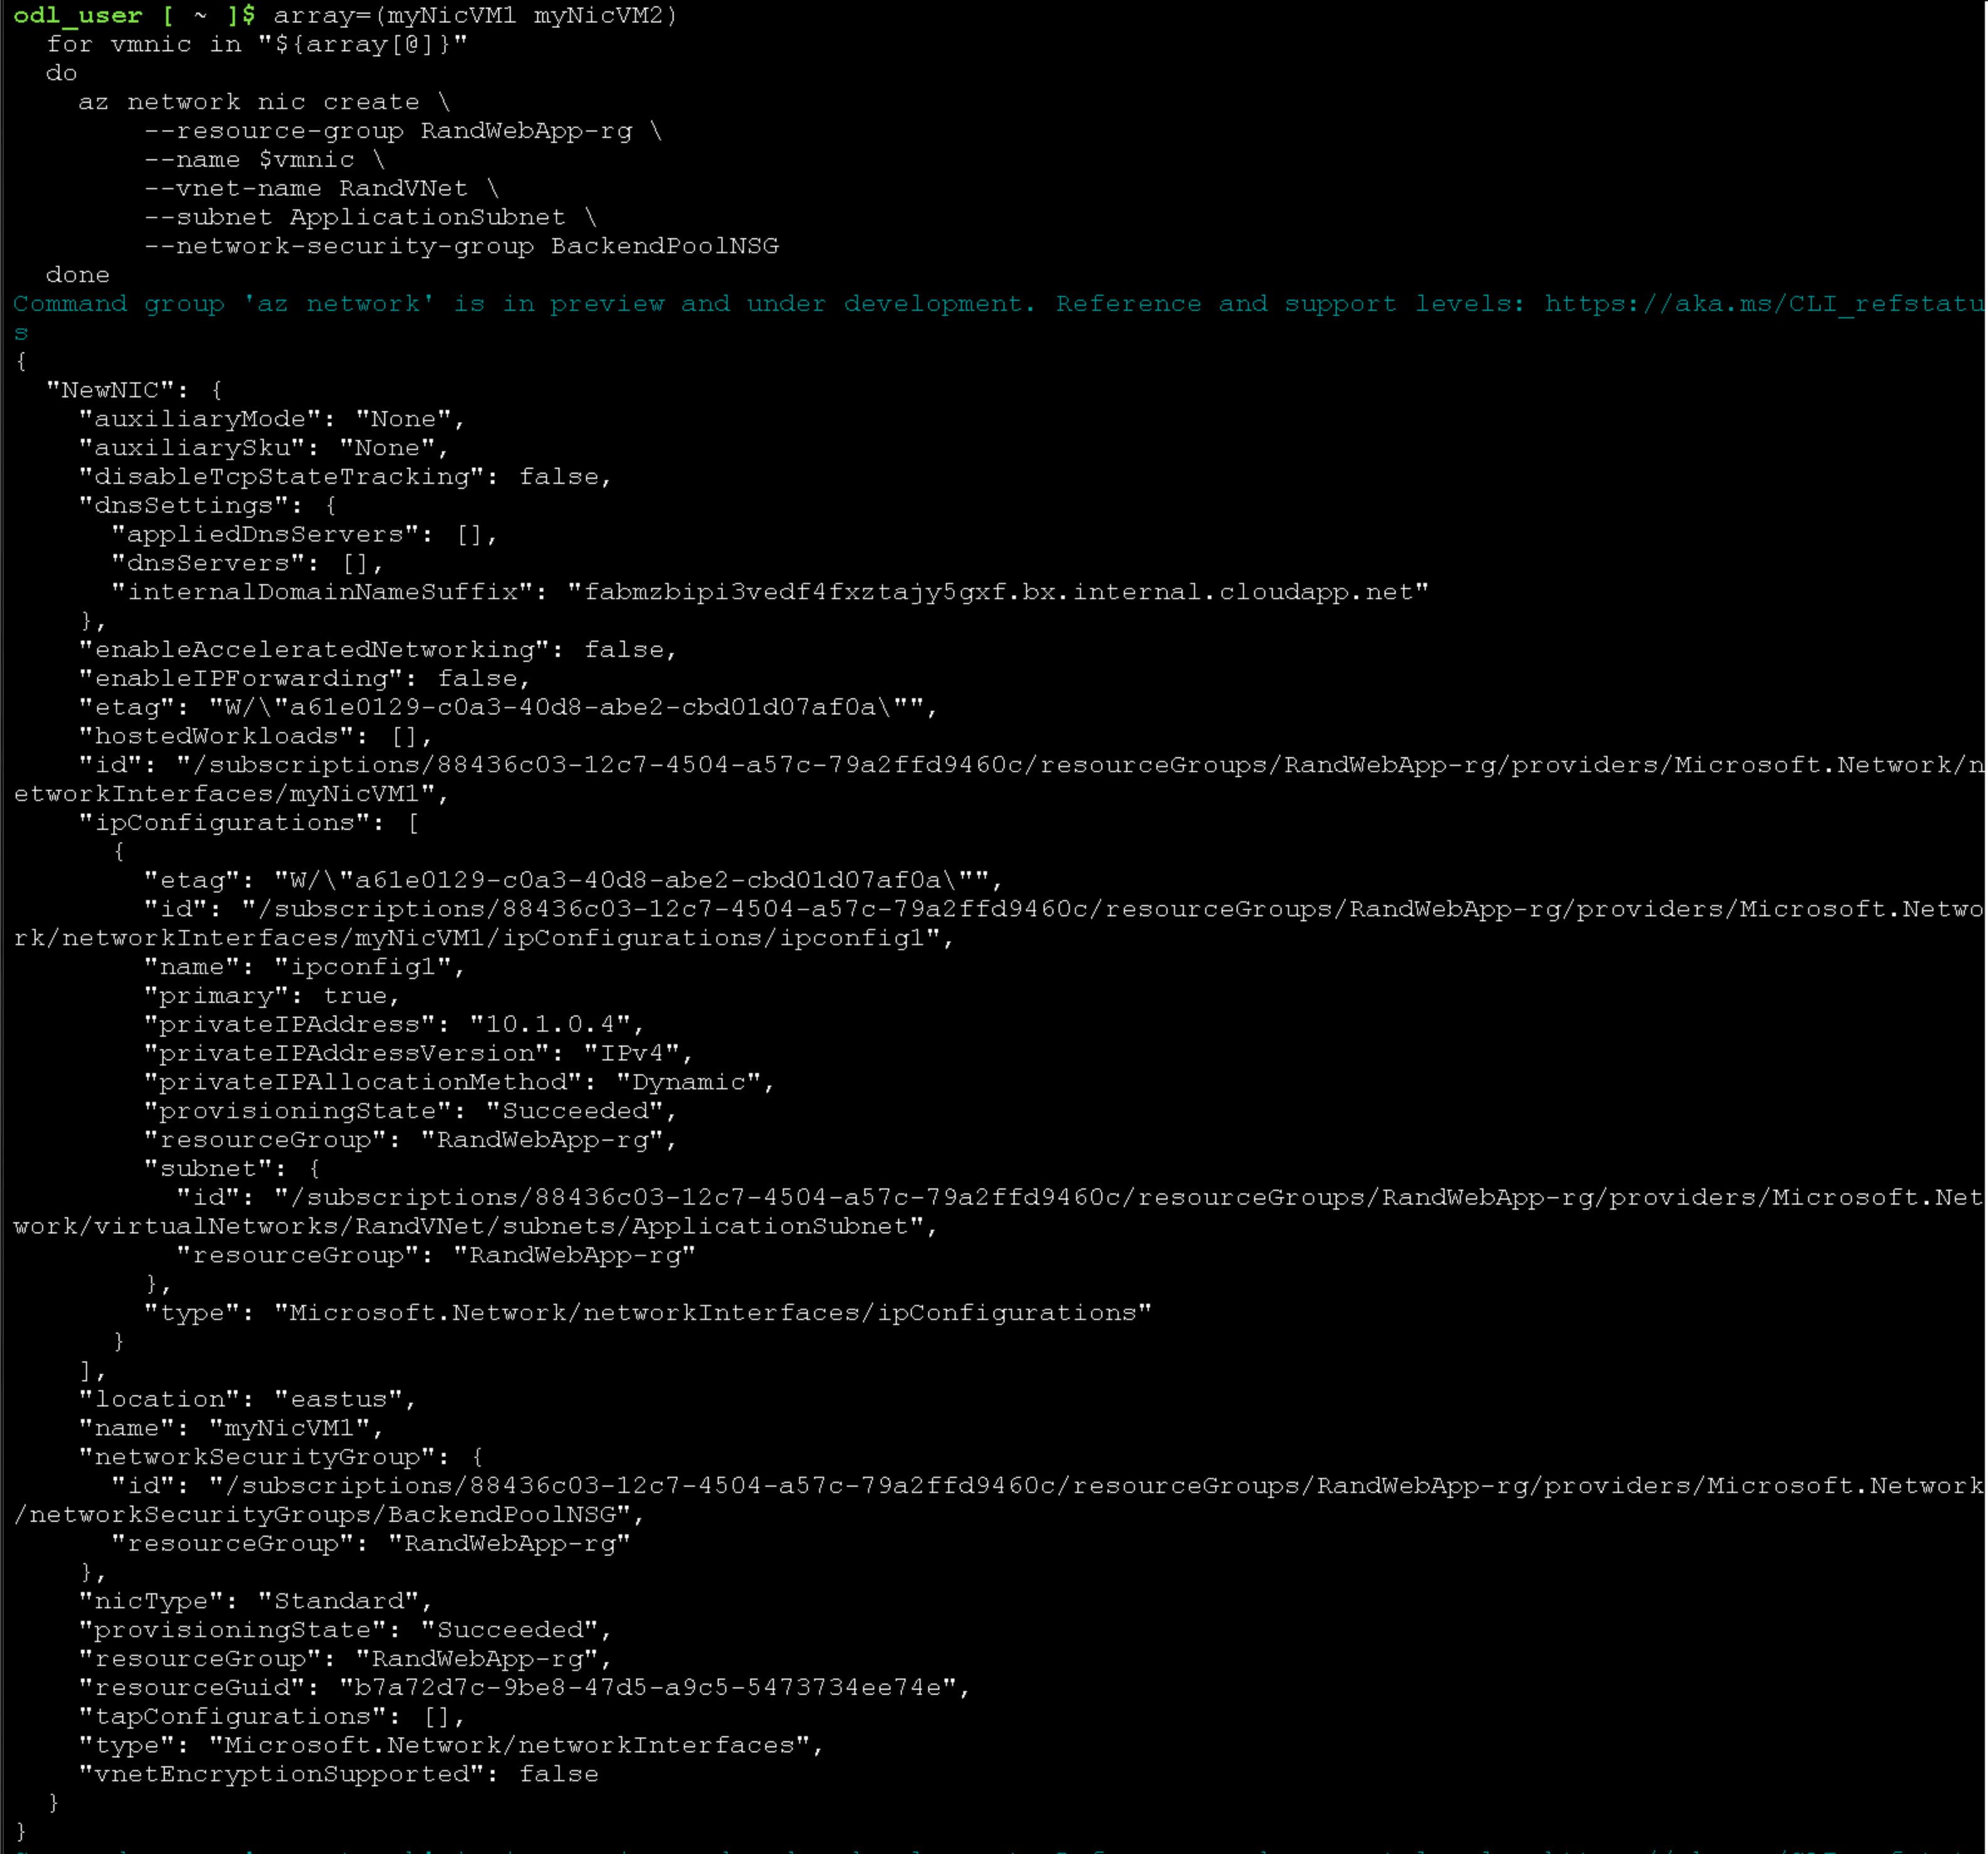 odl_user [ ~ ]$ array=(myNicVM1 myNicVM2)
  for vmnic in "${array[@]}"
  do
    az network nic create \
        --resource-group RandWebApp-rg \
        --name $vmnic \
        --vnet-name RandVNet \
        --subnet ApplicationSubnet \
        --network-security-group BackendPoolNSG
  done
Command group 'az network' is in preview and under development. Reference and support levels: https://aka.ms/CLI_refstatu
s
{
  "NewNIC": {
    "auxiliaryMode": "None",
    "auxiliarySku": "None",
    "disableTcpStateTracking": false,
    "dnsSettings": {
      "appliedDnsServers": [],
      "dnsServers": [],
      "internalDomainNameSuffix": "fabmzbipi3vedf4fxztajy5gxf.bx.internal.cloudapp.net"
    },
    "enableAcceleratedNetworking": false,
    "enableIPForwarding": false,
    "etag": "W/\"a61e0129-c0a3-40d8-abe2-cbd01d07af0a\"",
    "hostedWorkloads": [],
    "id": "/subscriptions/88436c03-12c7-4504-a57c-79a2ffd9460c/resourceGroups/RandWebApp-rg/providers/Microsoft.Network/n
etworkInterfaces/myNicVM1",
    "ipConfigurations": [
      {
        "etag": "W/\"a61e0129-c0a3-40d8-abe2-cbd01d07af0a\"",
        "id": "/subscriptions/88436c03-12c7-4504-a57c-79a2ffd9460c/resourceGroups/RandWebApp-rg/providers/Microsoft.Netwo
rk/networkInterfaces/myNicVM1/ipConfigurations/ipconfig1",
        "name": "ipconfig1",
        "primary": true,
        "privateIPAddress": "10.1.0.4",
        "privateIPAddressVersion": "IPv4",
        "privateIPAllocationMethod": "Dynamic",
        "provisioningState": "Succeeded",
        "resourceGroup": "RandWebApp-rg",
        "subnet": {
          "id": "/subscriptions/88436c03-12c7-4504-a57c-79a2ffd9460c/resourceGroups/RandWebApp-rg/providers/Microsoft.Net
work/virtualNetworks/RandVNet/subnets/ApplicationSubnet",
          "resourceGroup": "RandWebApp-rg"
        },
        "type": "Microsoft.Network/networkInterfaces/ipConfigurations"
      }
    ],
    "location": "eastus",
    "name": "myNicVM1",
    "networkSecurityGroup": {
      "id": "/subscriptions/88436c03-12c7-4504-a57c-79a2ffd9460c/resourceGroups/RandWebApp-rg/providers/Microsoft.Network
/networkSecurityGroups/BackendPoolNSG",
      "resourceGroup": "RandWebApp-rg"
    },
    "nicType": "Standard",
    "provisioningState": "Succeeded",
    "resourceGroup": "RandWebApp-rg",
    "resourceGuid": "b7a72d7c-9be8-47d5-a9c5-5473734ee74e",
    "tapConfigurations": [],
    "type": "Microsoft.Network/networkInterfaces",
    "vnetEncryptionSupported": false
  }
}